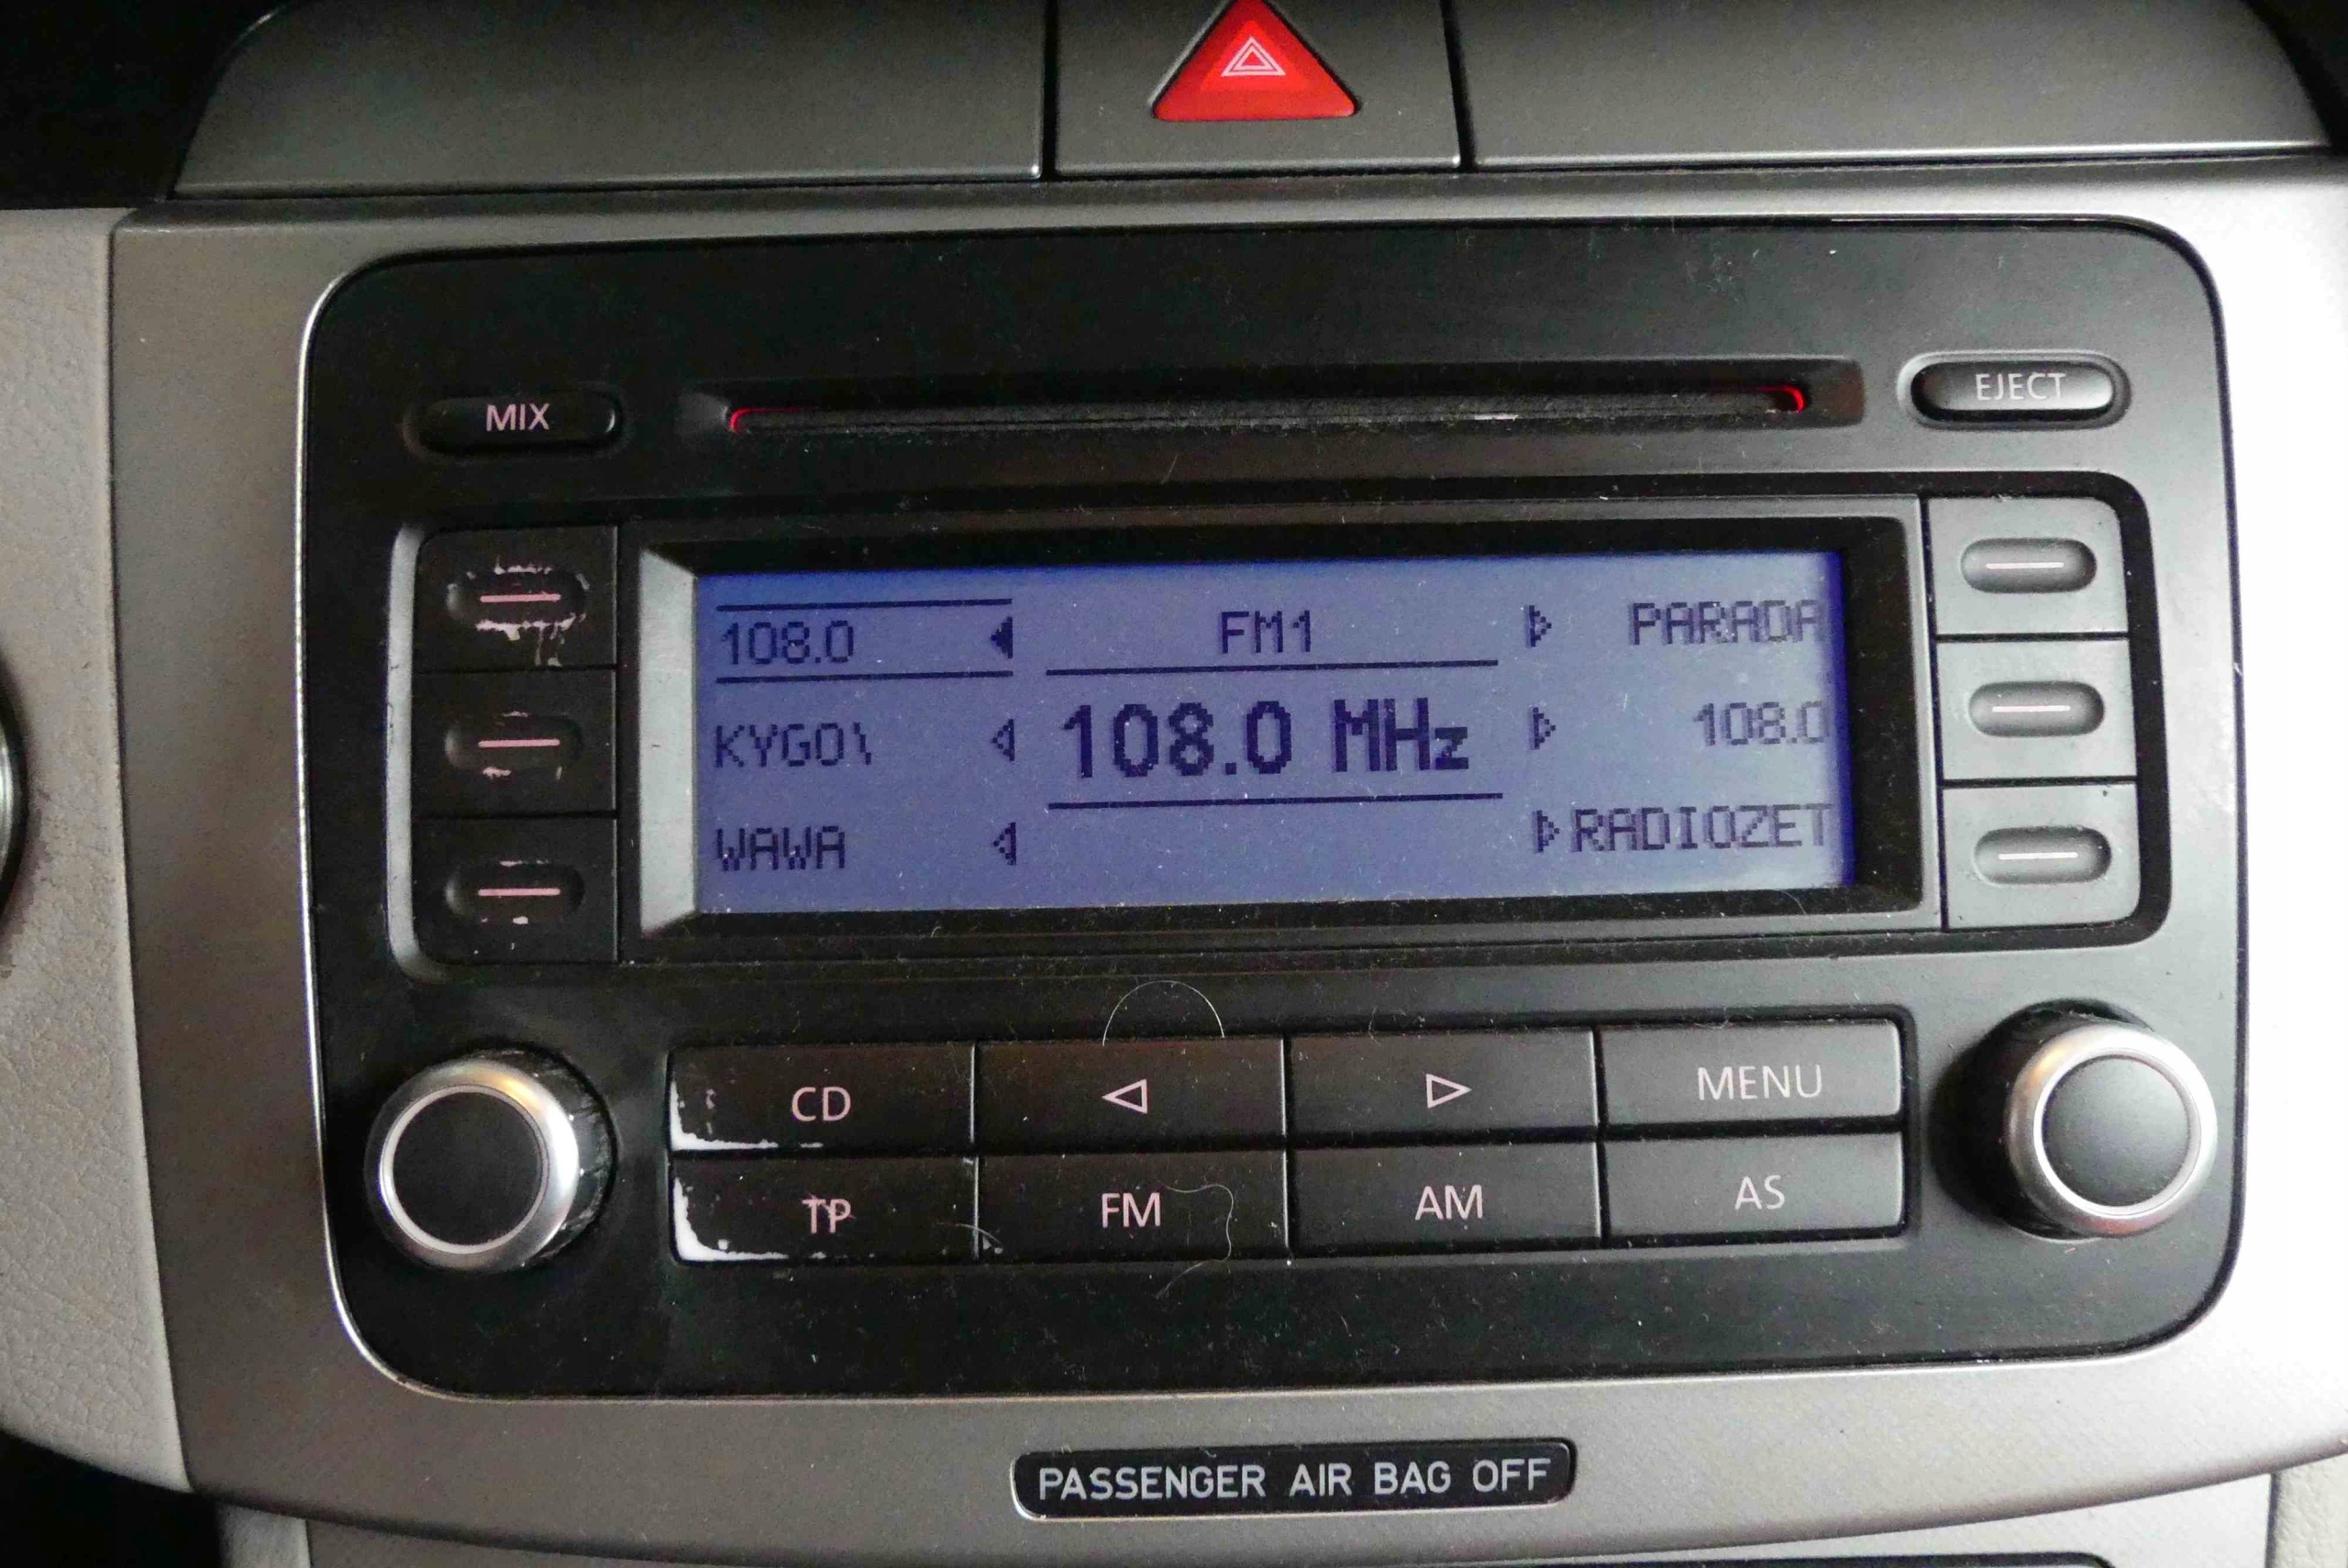 MIX
EJECT
108.0 FM1 PARADA
KYGO\ 108.0 MHz 108.0
WAWA RADIOZET
CD MENU
TP FM AM AS
PASSENGER AIR BAG OFF